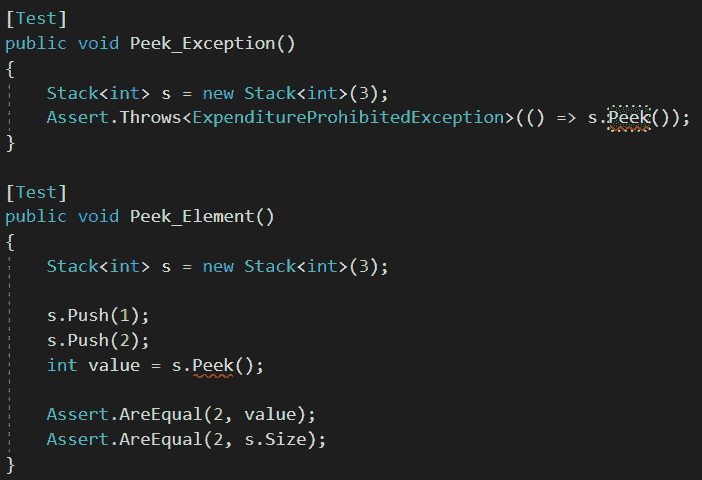 [Test]
public void Peek_Exception()
{
Stack<int> s = new Stack<int>(3);
Assert.Throws<ExpenditureProhibitedException>(() => s.Peek());
}
[Test]
public void Peek_Element()
{
Stack<int> s = new Stack<int>(3);
s.Push(1);
s.Push(2);
int value = s.Peek();
Assert.AreEqual(2, value);
Assert.AreEqual(2, s.Size);
}